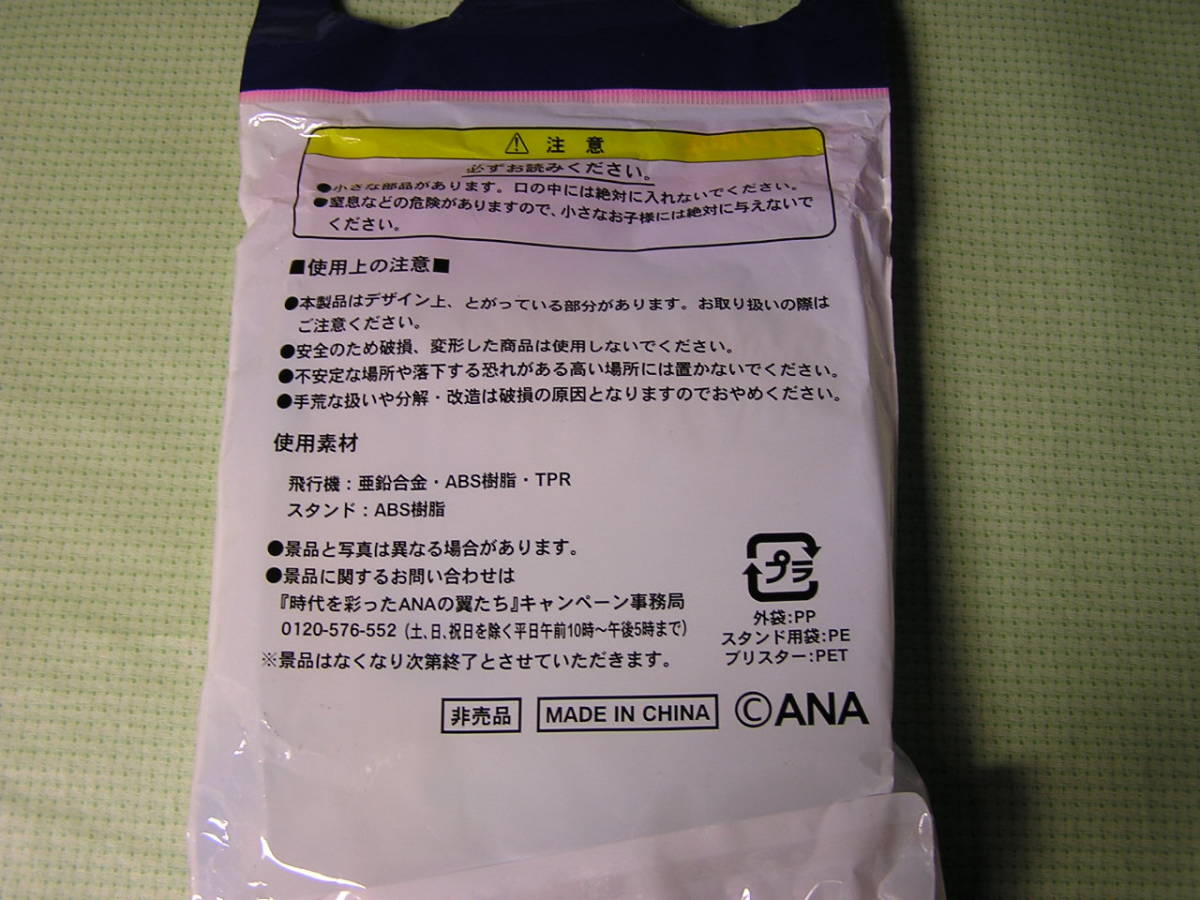 ⚠ 注意
必ずお読みください。
●小さな部品があります。口の中には絶対に入れないでください。
●窒息などの危険がありますので、小さなお子様には絶対に与えないで
ください。
■使用上の注意■
●本製品はデザイン上、とがっている部分があります。お取り扱いの際は
ご注意ください。
●安全のため破損、変形した商品は使用しないでください。
●不安定な場所や落下する恐れがある高い場所には置かないでください。
●手荒な扱いや分解・改造は破損の原因となりますのでおやめください。
使用素材
飛行機：亜鉛合金・ABS樹脂・TPR
スタンド：ABS樹脂
●景品と写真は異なる場合があります。
●景品に関するお問い合わせは
『時代を彩ったANAの翼たち』キャンペーン事務局
0120-576-552（土、日、祝日を除く平日午前10時〜午後5時まで）
※景品はなくなり次第終了とさせていただきます。
プラ
外袋:PP
スタンド用袋:PE
ブリスター:PET
非売品 MADE IN CHINA ©ANA